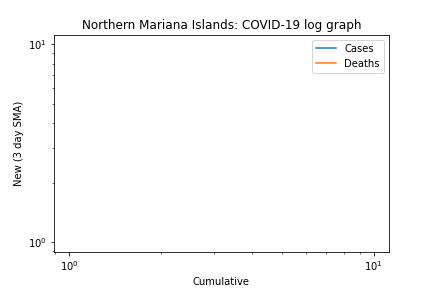 Northern Mariana Islands: COVID-19 log graph
Cases
Deaths
New (3 day SMA)
10¹
10⁰
10⁰
10¹
Cumulative